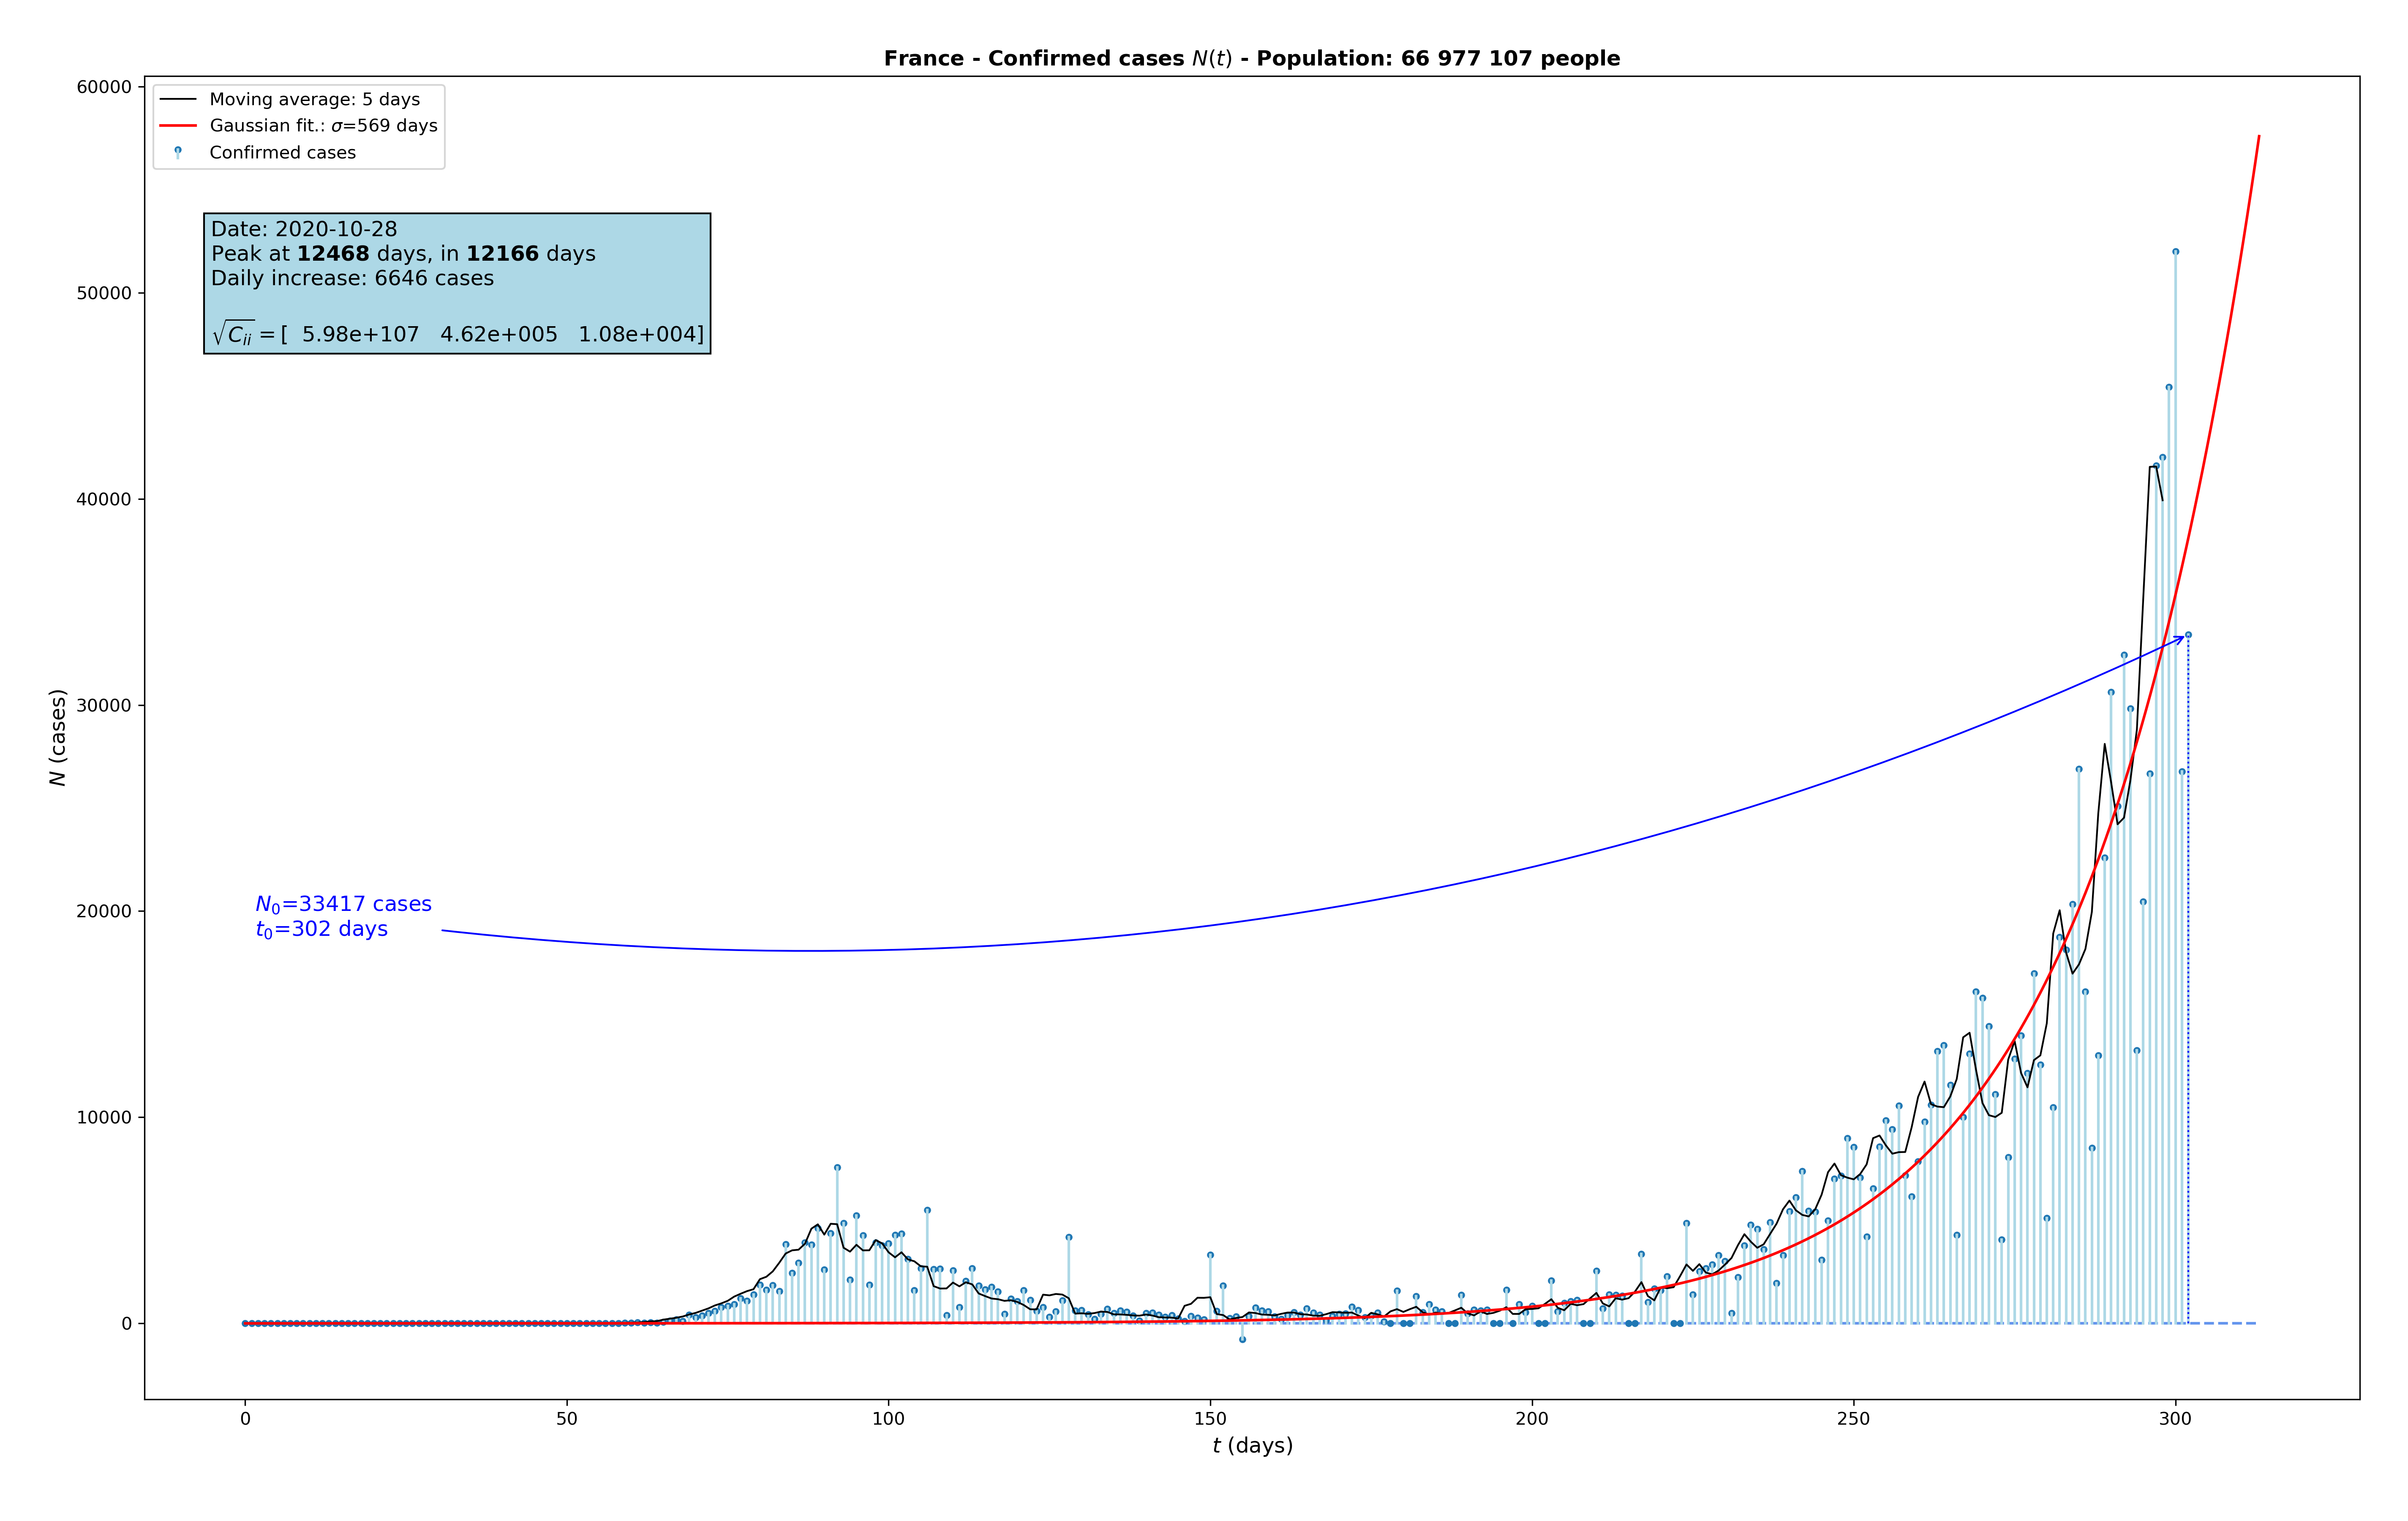 France - Confirmed cases N(t) - Population: 66 977 107 people
60000
50000
40000
30000
20000
10000
0
N (cases)
Moving average: 5 days
Gaussian fit.: σ=569 days
Confirmed cases
Date: 2020-10-28
Peak at 12468 days, in 12166 days
Daily increase: 6646 cases
√Cᵢᵢ = [ 5.98e+107 4.62e+005 1.08e+004]
N₀=33417 cases
t₀=302 days
0 50 100 150 200 250 300
t (days)